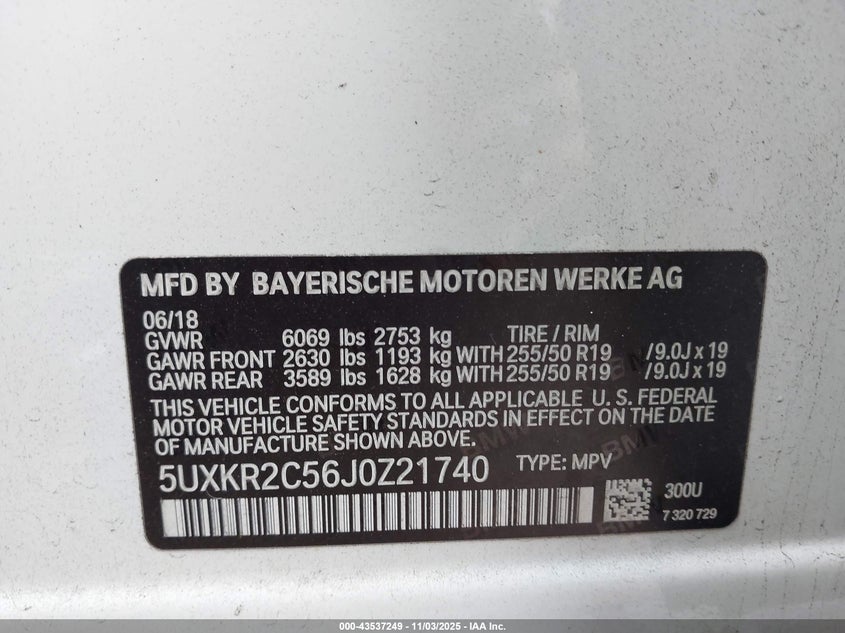 MFD BY BAYERISCHE MOTOREN WERKE AG
06/18
GVWR 6069 lbs 2753 kg TIRE / RIM
GAWR FRONT 2630 lbs 1193 kg WITH 255/50 R19 /9.0J x 19
GAWR REAR 3589 lbs 1628 kg WITH 255/50 R19 /9.0J x 19
THIS VEHICLE CONFORMS TO ALL APPLICABLE U. S. FEDERAL
MOTOR VEHICLE SAFETY STANDARDS IN EFFECT ON THE DATE
OF MANUFACTURE SHOWN ABOVE.
5UXKR2C56J0Z21740 TYPE: MPV
300U
7 320 729
000-43537249 - 11/03/2025 - IAA Inc.